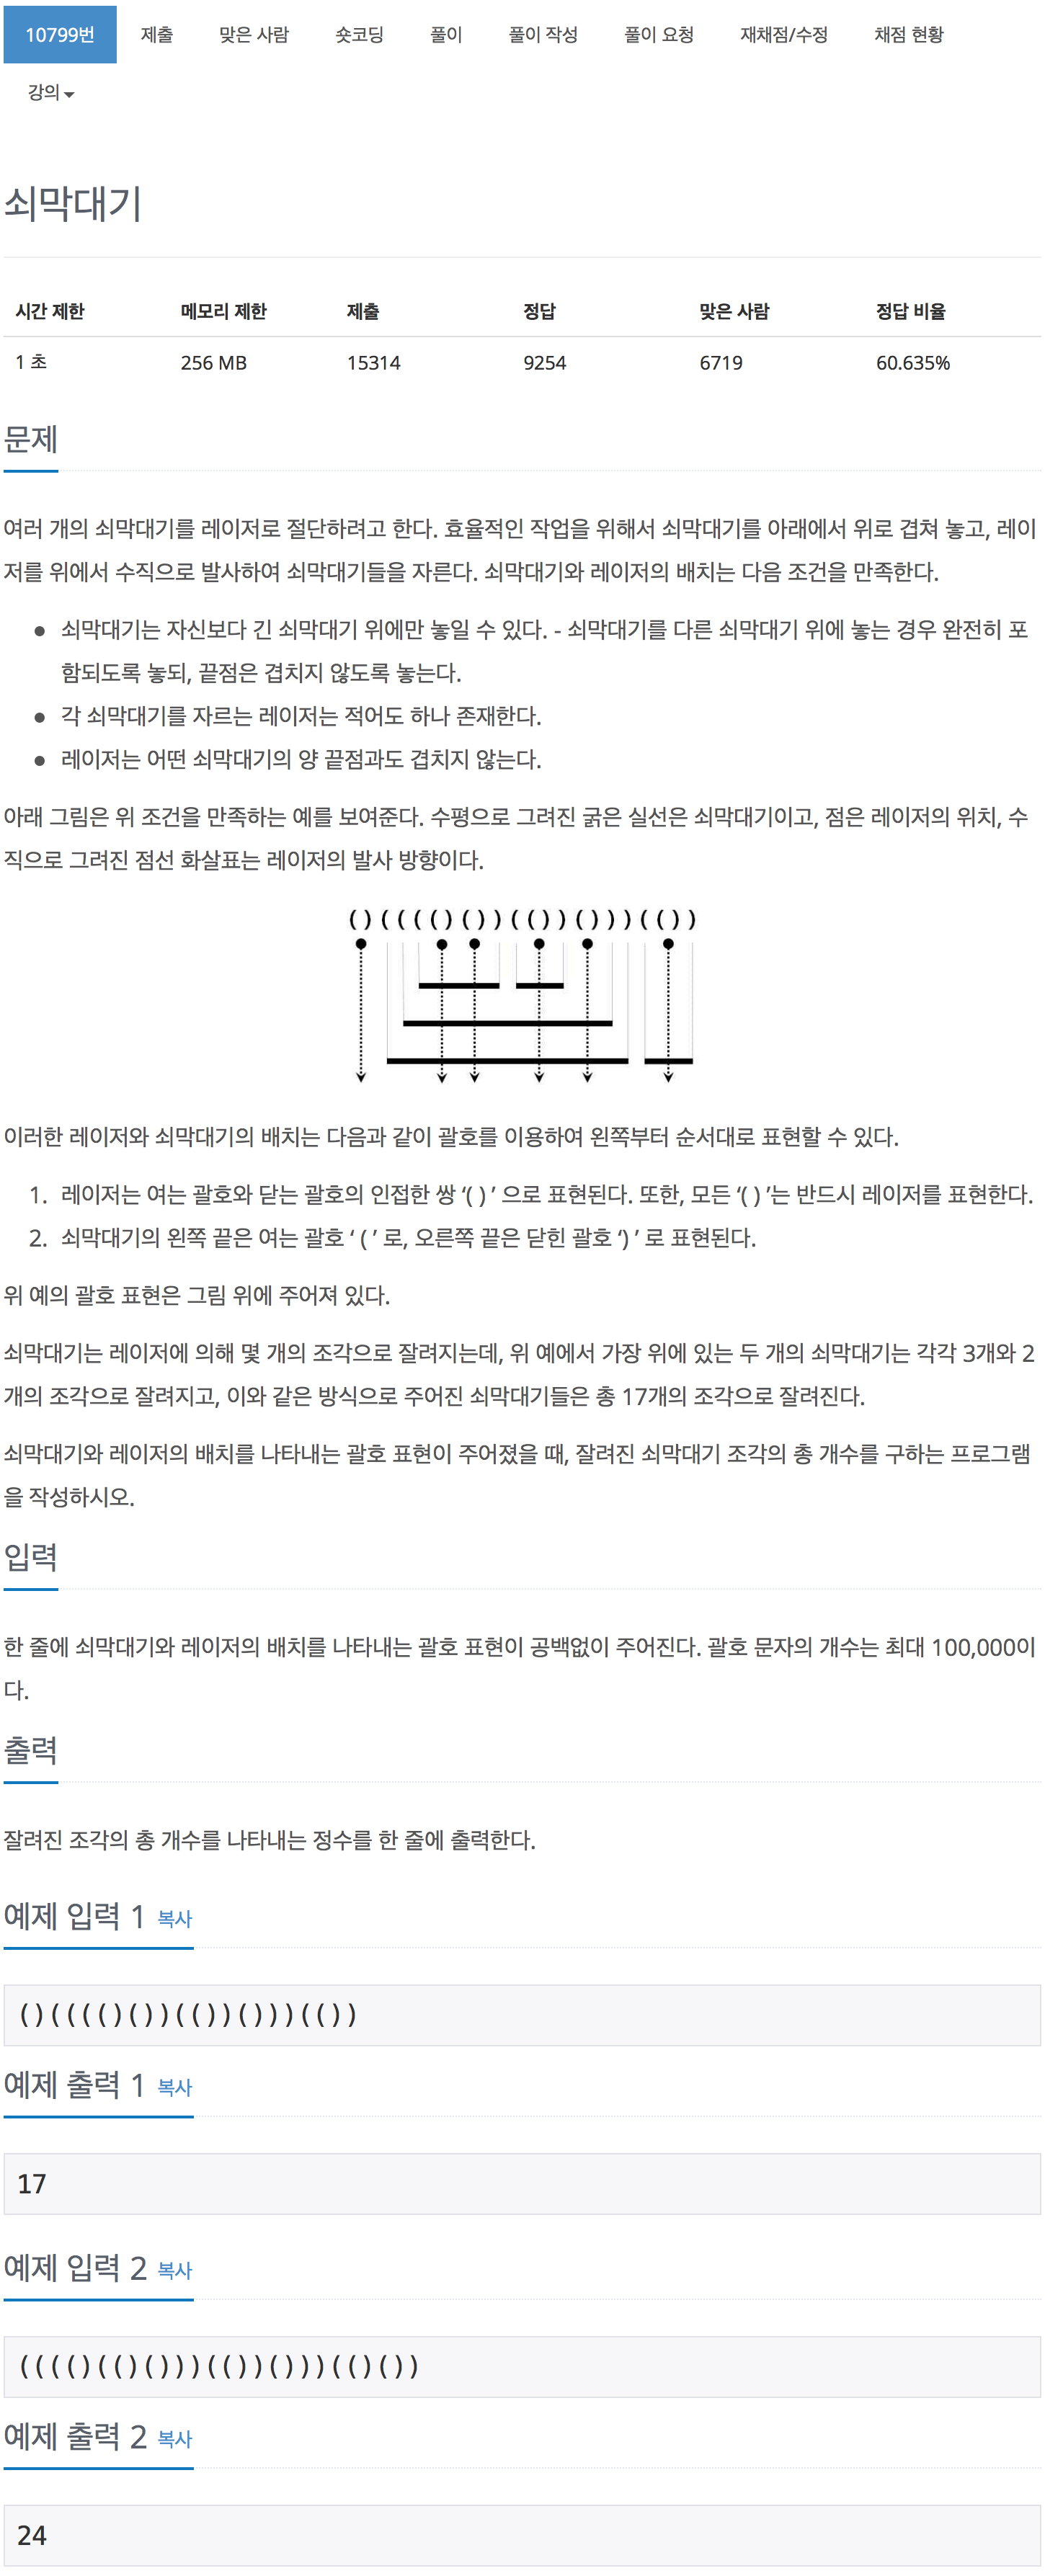 10799번 제출 맞은 사람 숏코딩 풀이 풀이 작성 풀이 요청 재채점/수정 채점 현황
강의
쇠막대기
시간 제한 메모리 제한 제출 정답 맞은 사람 정답 비율
1 초 256 MB 15314 9254 6719 60.635%
문제
여러 개의 쇠막대기를 레이저로 절단하려고 한다. 효율적인 작업을 위해서 쇠막대기를 아래에서 위로 겹쳐 놓고, 레이
저를 위에서 수직으로 발사하여 쇠막대기들을 자른다. 쇠막대기와 레이저의 배치는 다음 조건을 만족한다.
● 쇠막대기는 자신보다 긴 쇠막대기 위에만 놓일 수 있다. - 쇠막대기를 다른 쇠막대기 위에 놓는 경우 완전히 포
함되도록 놓되, 끝점은 겹치지 않도록 놓는다.
● 각 쇠막대기를 자르는 레이저는 적어도 하나 존재한다.
● 레이저는 어떤 쇠막대기의 양 끝점과도 겹치지 않는다.
아래 그림은 위 조건을 만족하는 예를 보여준다. 수평으로 그려진 굵은 실선은 쇠막대기이고, 점은 레이저의 위치, 수
직으로 그려진 점선 화살표는 레이저의 발사 방향이다.
()(((()())(())()))(())
이러한 레이저와 쇠막대기의 배치는 다음과 같이 괄호를 이용하여 왼쪽부터 순서대로 표현할 수 있다.
1. 레이저는 여는 괄호와 닫는 괄호의 인접한 쌍 ‘( ) ’ 으로 표현된다. 또한, 모든 ‘( ) ’는 반드시 레이저를 표현한다.
2. 쇠막대기의 왼쪽 끝은 여는 괄호 ‘ ( ’ 로, 오른쪽 끝은 닫힌 괄호 ‘) ’ 로 표현된다.
위 예의 괄호 표현은 그림 위에 주어져 있다.
쇠막대기는 레이저에 의해 몇 개의 조각으로 잘려지는데, 위 예에서 가장 위에 있는 두 개의 쇠막대기는 각각 3개와 2
개의 조각으로 잘려지고, 이와 같은 방식으로 주어진 쇠막대기들은 총 17개의 조각으로 잘려진다.
쇠막대기와 레이저의 배치를 나타내는 괄호 표현이 주어졌을 때, 잘려진 쇠막대기 조각의 총 개수를 구하는 프로그램
을 작성하시오.
입력
한 줄에 쇠막대기와 레이저의 배치를 나타내는 괄호 표현이 공백없이 주어진다. 괄호 문자의 개수는 최대 100,000이
다.
출력
잘려진 조각의 총 개수를 나타내는 정수를 한 줄에 출력한다.
예제 입력 1 복사
()(((()())(())()))(())
예제 출력 1 복사
17
예제 입력 2 복사
(((()(()()))(())()))(()())
예제 출력 2 복사
24